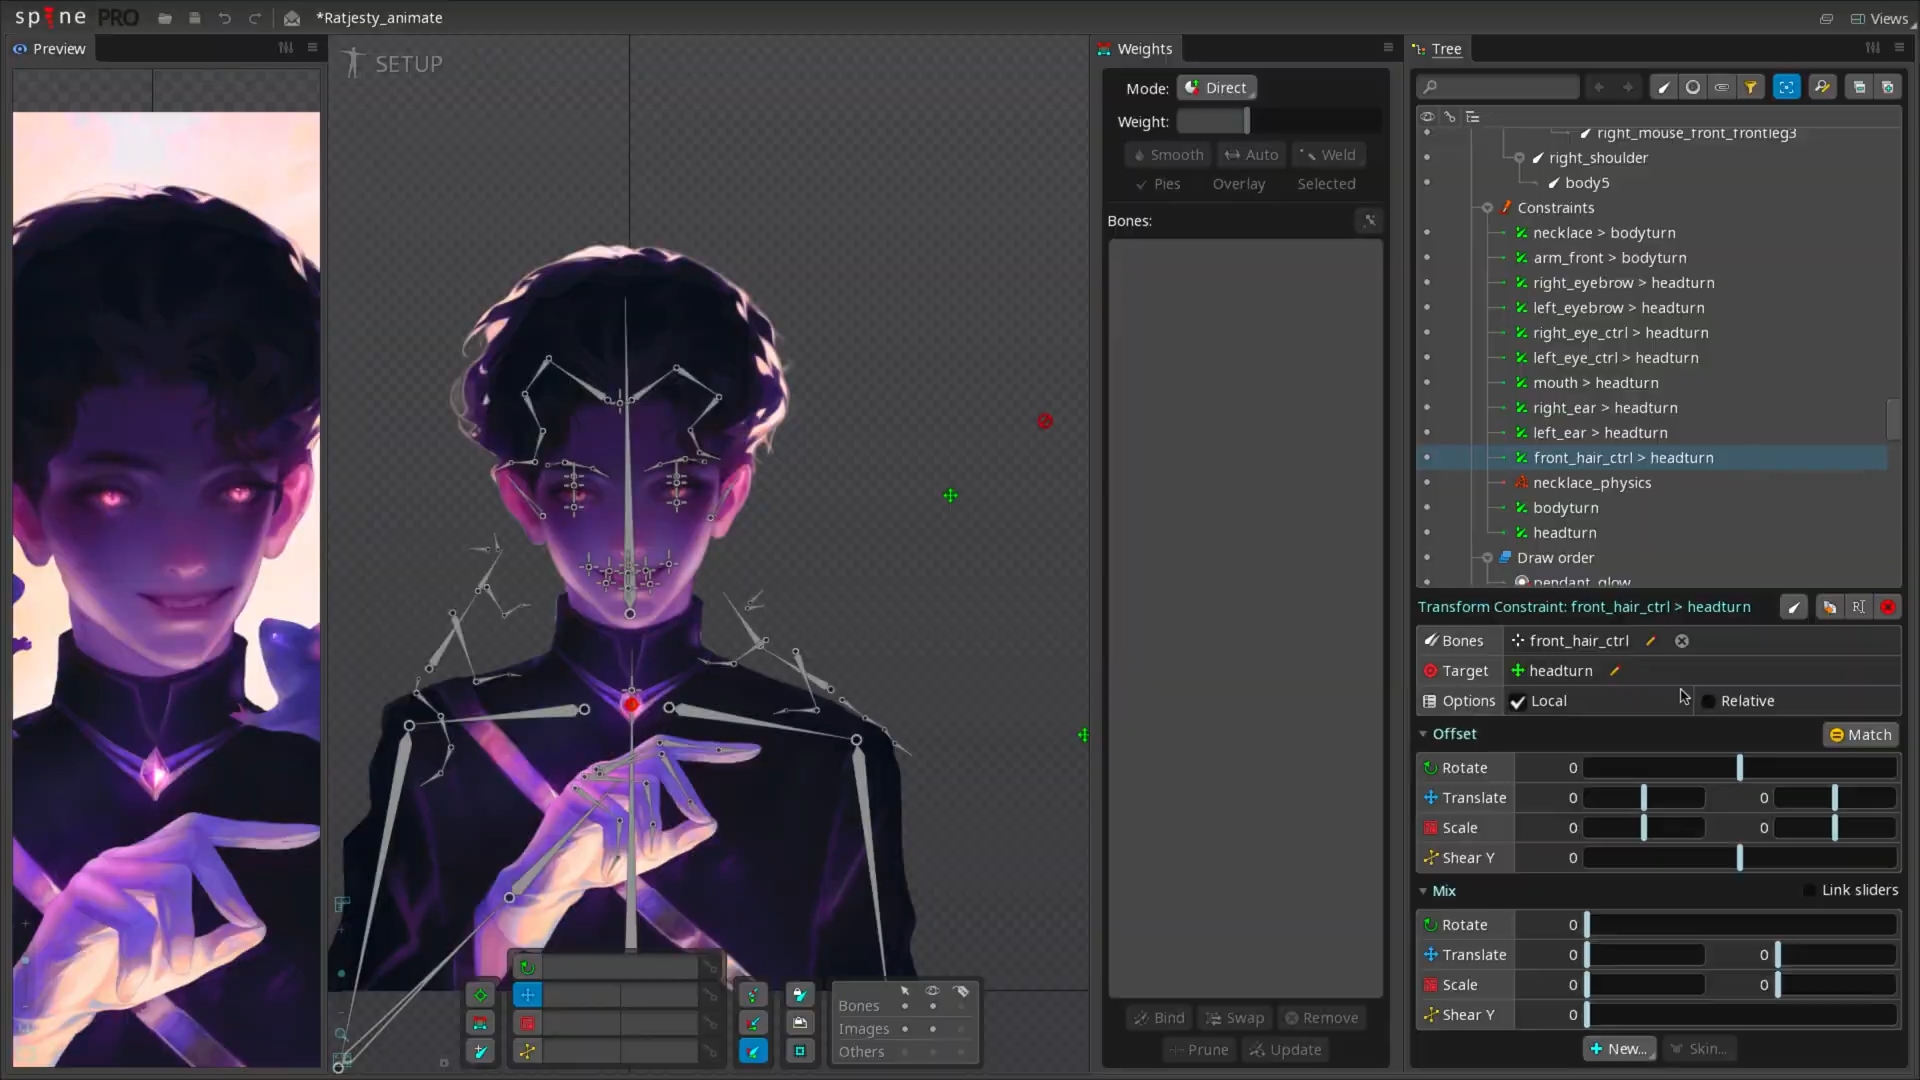 spine PRO
*Ratjesty_animate
Views
Preview
SETUP
Weights
Mode: Direct
Weight:
Smooth Auto Weld
Pies Overlay Selected
Bones:
Bind Swap Remove
Prune Update
Bones
Images
Others
Tree
right_mouse_front_frontleg3
right_shoulder
body5
Constraints
necklace > bodyturn
arm_front > bodyturn
right_eyebrow > headturn
left_eyebrow > headturn
right_eye_ctrl > headturn
left_eye_ctrl > headturn
mouth > headturn
right_ear > headturn
left_ear > headturn
front_hair_ctrl > headturn
necklace_physics
bodyturn
headturn
Draw order
pendant_glow
Transform Constraint: front_hair_ctrl > headturn
Bones front_hair_ctrl
Target headturn
Options Local Relative
Offset Match
Rotate 0
Translate 0 0
Scale 0 0
Shear Y 0
Mix Link sliders
Rotate 0
Translate 0 0
Scale 0 0
Shear Y 0
New... Skin...